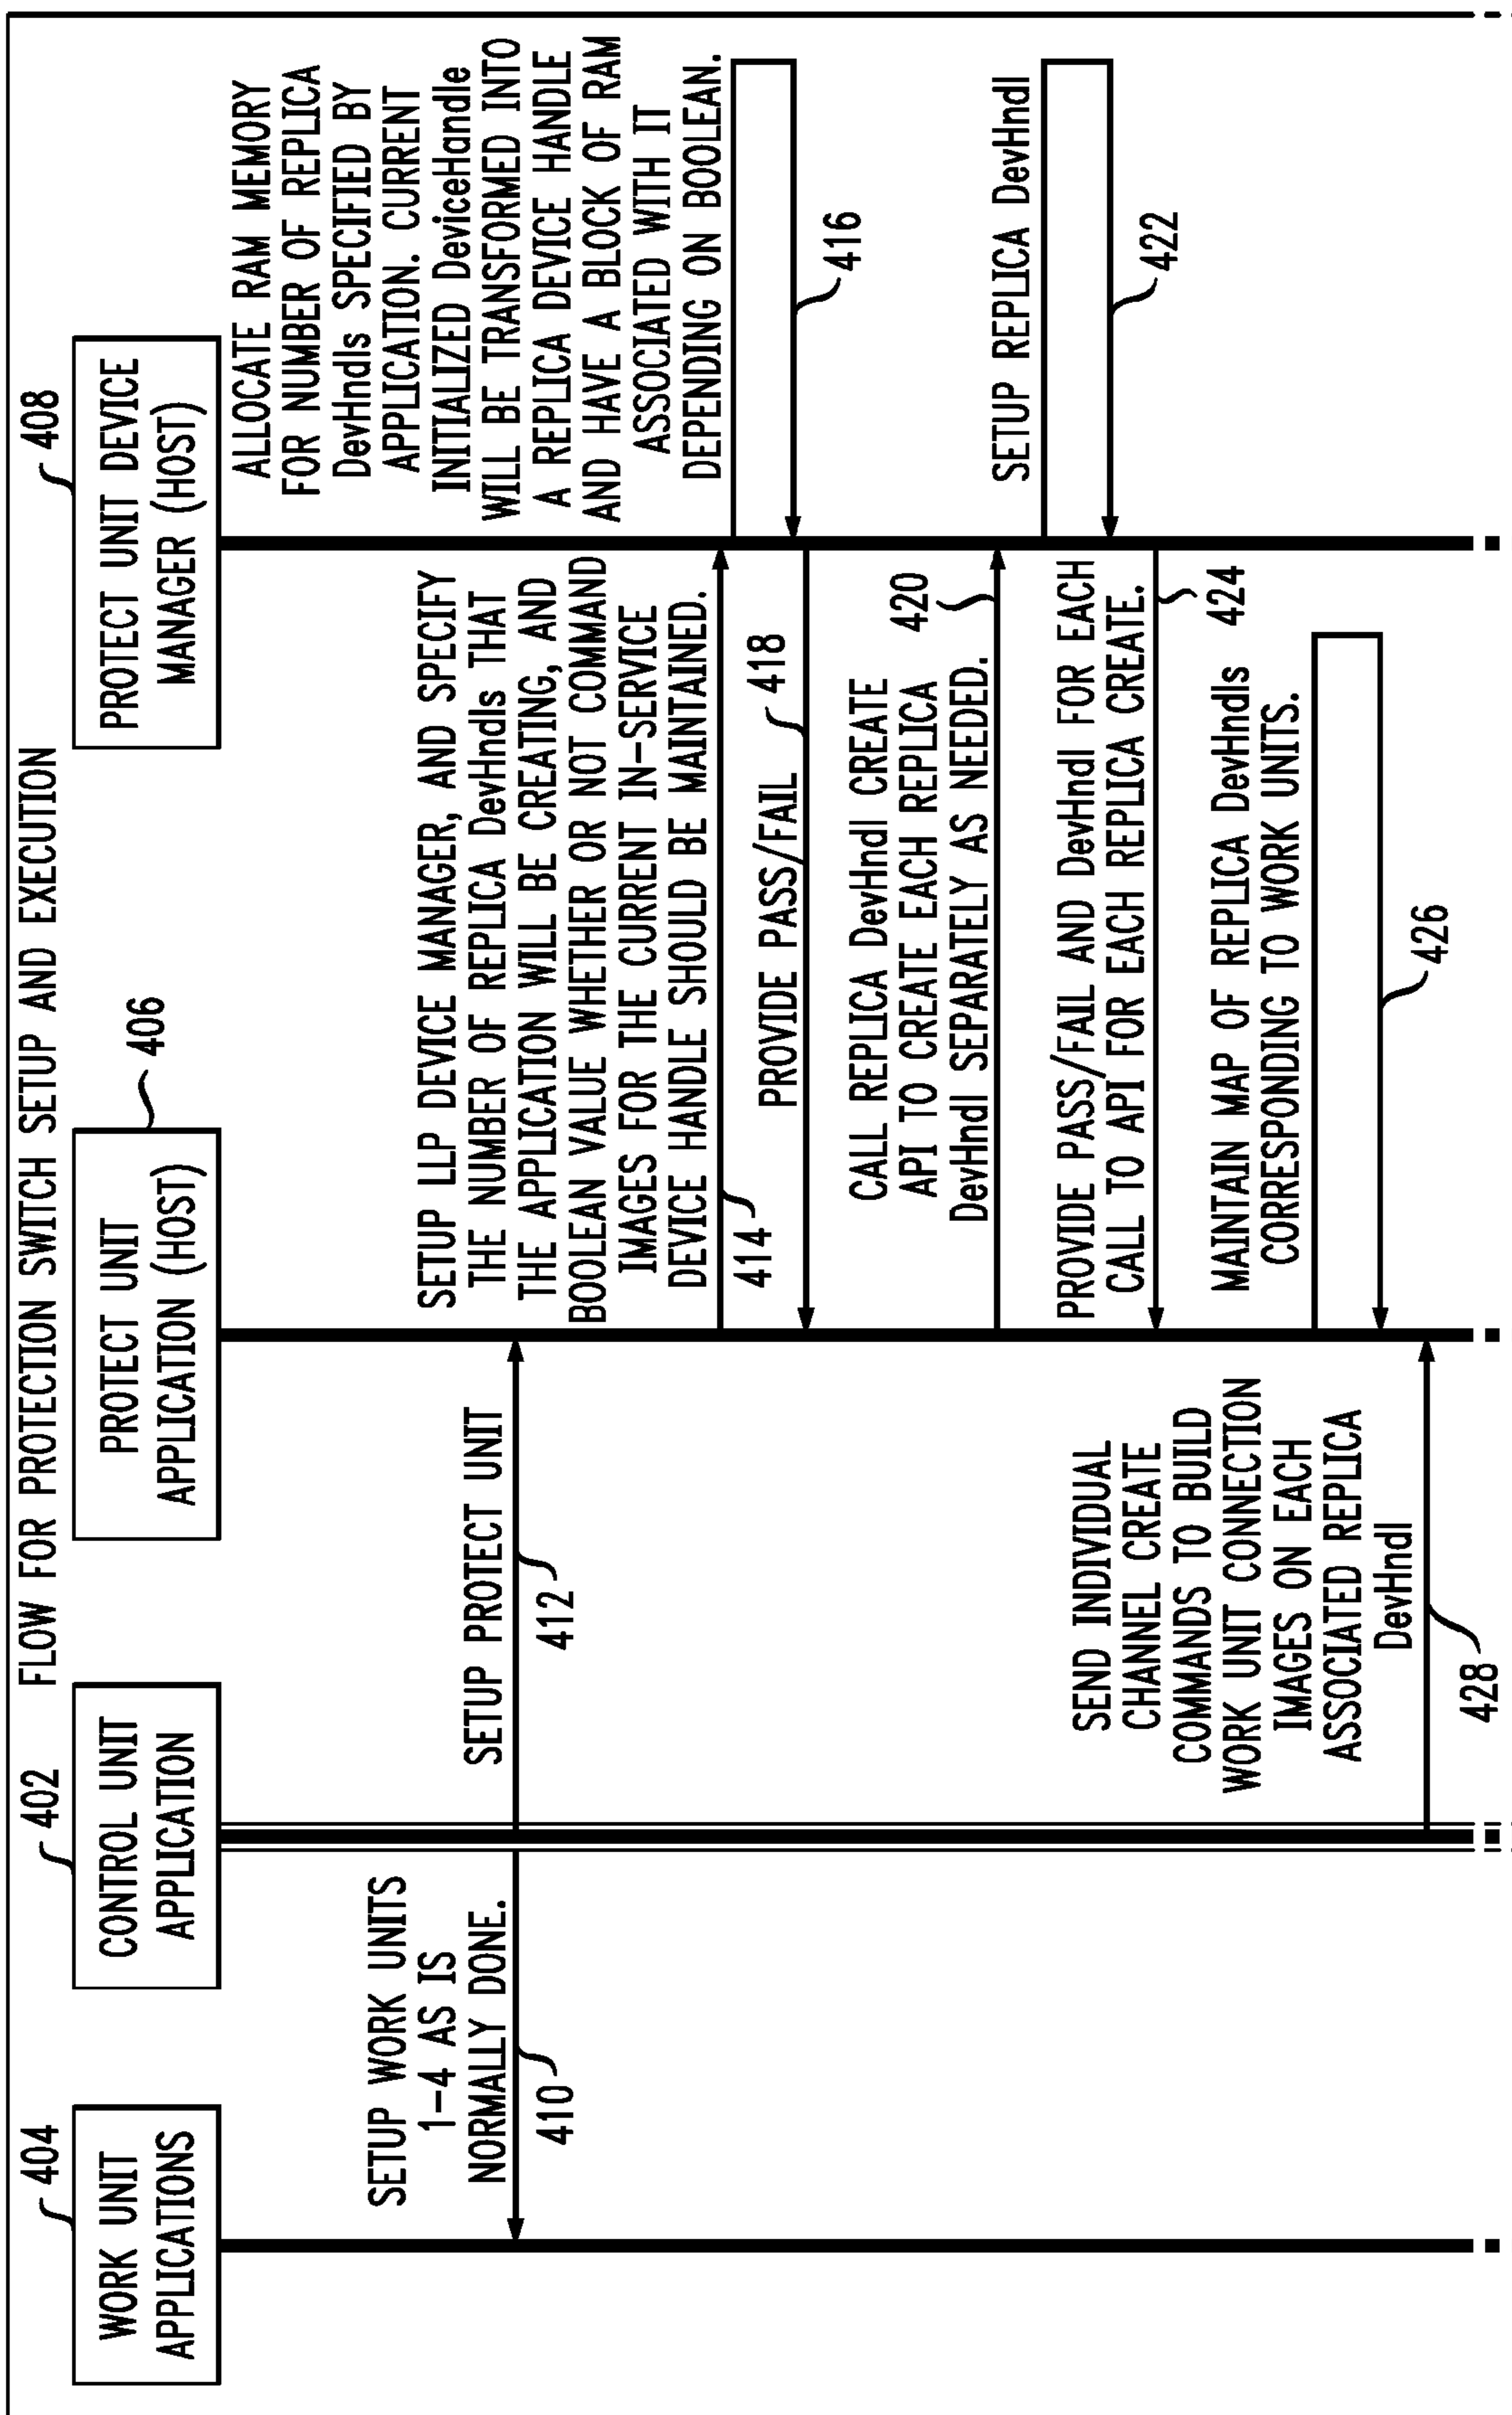 FLOW FOR PROTECTION SWITCH SETUP AND EXECUTION
404
WORK UNIT
APPLICATIONS
402
CONTROL UNIT
APPLICATION
PROTECT UNIT
APPLICATION (HOST)
406
408
PROTECT UNIT DEVICE
MANAGER (HOST)
SETUP WORK UNITS
1-4 AS IS
NORMALLY DONE.
410
SETUP PROTECT UNIT
412
SETUP LLP DEVICE MANAGER, AND SPECIFY
THE NUMBER OF REPLICA DevHndls THAT
THE APPLICATION WILL BE CREATING, AND
BOOLEAN VALUE WHETHER OR NOT COMMAND
IMAGES FOR THE CURRENT IN-SERVICE
DEVICE HANDLE SHOULD BE MAINTAINED.
414
ALLOCATE RAM MEMORY
FOR NUMBER OF REPLICA
DevHndls SPECIFIED BY
APPLICATION. CURRENT
INITIALIZED DeviceHandle
WILL BE TRANSFORMED INTO
A REPLICA DEVICE HANDLE
AND HAVE A BLOCK OF RAM
ASSOCIATED WITH IT
DEPENDING ON BOOLEAN.
416
PROVIDE PASS/FAIL
418
CALL REPLICA DevHndl CREATE
API TO CREATE EACH REPLICA
DevHndl SEPARATELY AS NEEDED.
420
SETUP REPLICA DevHndl
422
PROVIDE PASS/FAIL AND DevHndl FOR EACH
CALL TO API FOR EACH REPLICA CREATE.
424
MAINTAIN MAP OF REPLICA DevHndls
CORRESPONDING TO WORK UNITS.
426
SEND INDIVIDUAL
CHANNEL CREATE
COMMANDS TO BUILD
WORK UNIT CONNECTION
IMAGES ON EACH
ASSOCIATED REPLICA
DevHndl
428